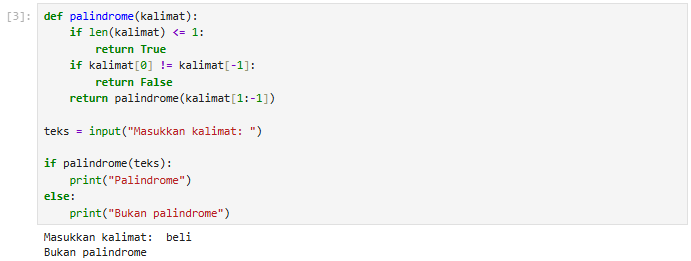 [3]: def palindrome(kalimat):
    if len(kalimat) <= 1:
        return True
    if kalimat[0] != kalimat[-1]:
        return False
    return palindrome(kalimat[1:-1])
teks = input("Masukkan kalimat: ")
if palindrome(teks):
    print("Palindrome")
else:
    print("Bukan palindrome")
Masukkan kalimat:  beli
Bukan palindrome